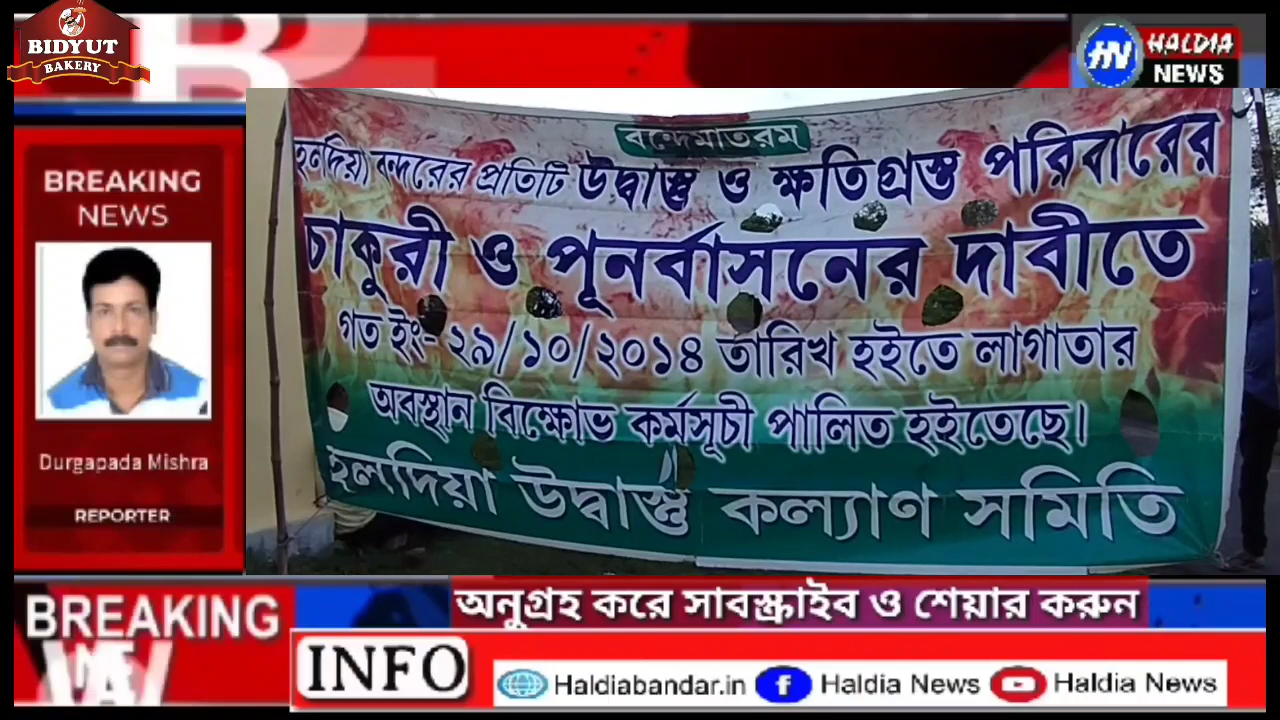 BIDYUT
BAKERY
HALDIA
NEWS
BREAKING
NEWS
Durgapada Mishra
REPORTER
বন্দেমাতরম
হলদিয়া বন্দরের প্রতিটি উদ্বাস্তু ও ক্ষতিগ্রস্ত পরিবারের
চাকুরী ও পূনর্বাসনের দাবীতে
গত ইং- ২৯/১০/২০১৪ তারিখ হইতে লাগাতার
অবস্থান বিক্ষোভ কর্মসূচী পালিত হইতেছে।
হলদিয়া উদ্বাস্তু কল্যাণ সমিতি
অনুগ্রহ করে সাবস্ক্রাইব ও শেয়ার করুন
BREAKING
INFO
Haldiabandar.in Haldia News Haldia News